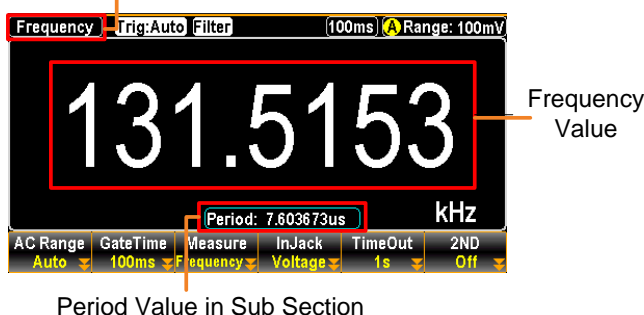 Frequency Trig:Auto Filter 100ms A Range: 100mV
131.5153
Frequency
Value
Period: 7.603673us kHz
AC Range GateTime Measure InJack TimeOut 2ND
Auto 100ms Frequency Voltage 1s Off
Period Value in Sub Section